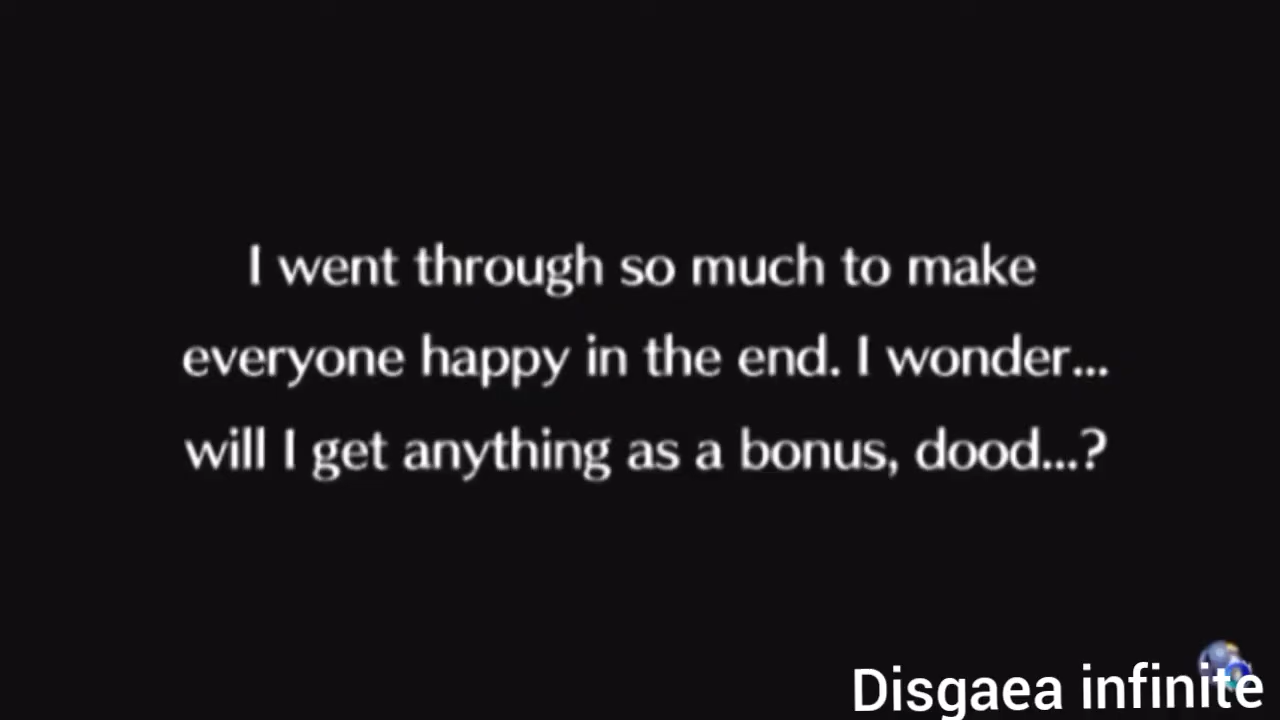 I went through so much to make
everyone happy in the end. I wonder...
will I get anything as a bonus, dood...?
Disgaea infinite